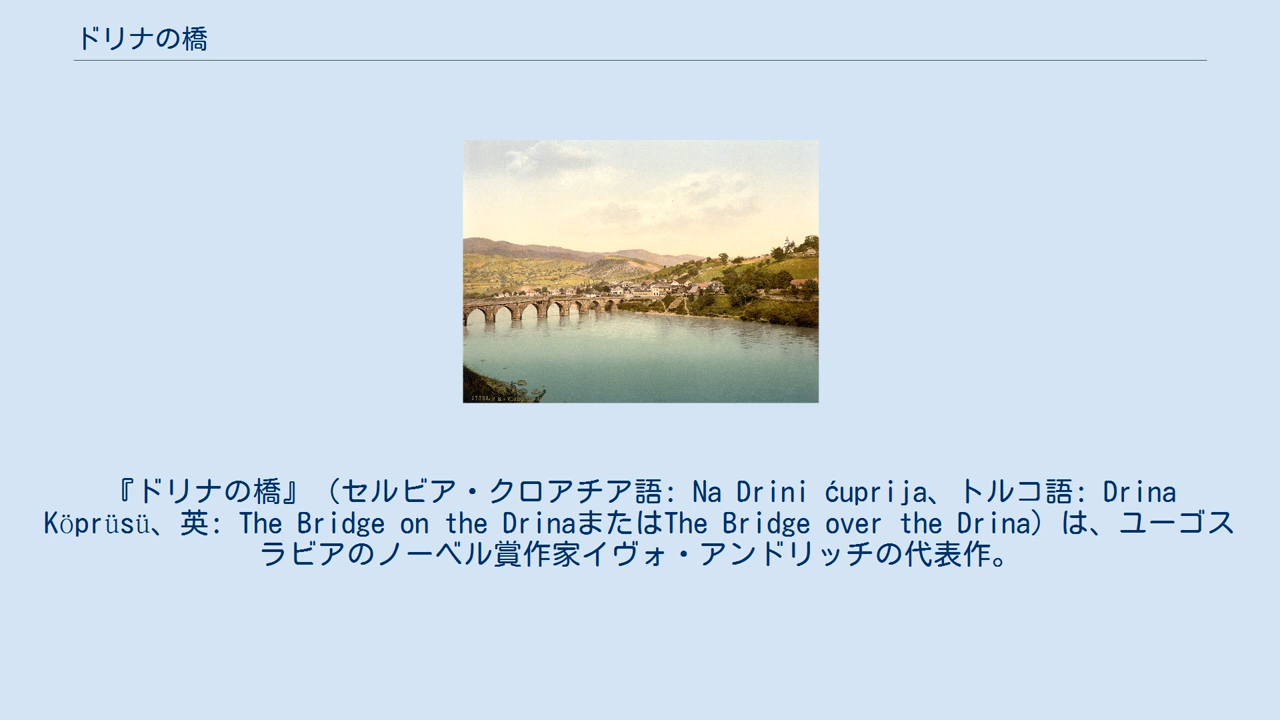 ドリナの橋
『ドリナの橋』（セルビア・クロアチア語: Na Drini ćuprija、トルコ語: Drina
Köprüsü、英: The Bridge on the DrinaまたはThe Bridge over the Drina）は、ユーゴス
ラビアのノーベル賞作家イヴォ・アンドリッチの代表作。